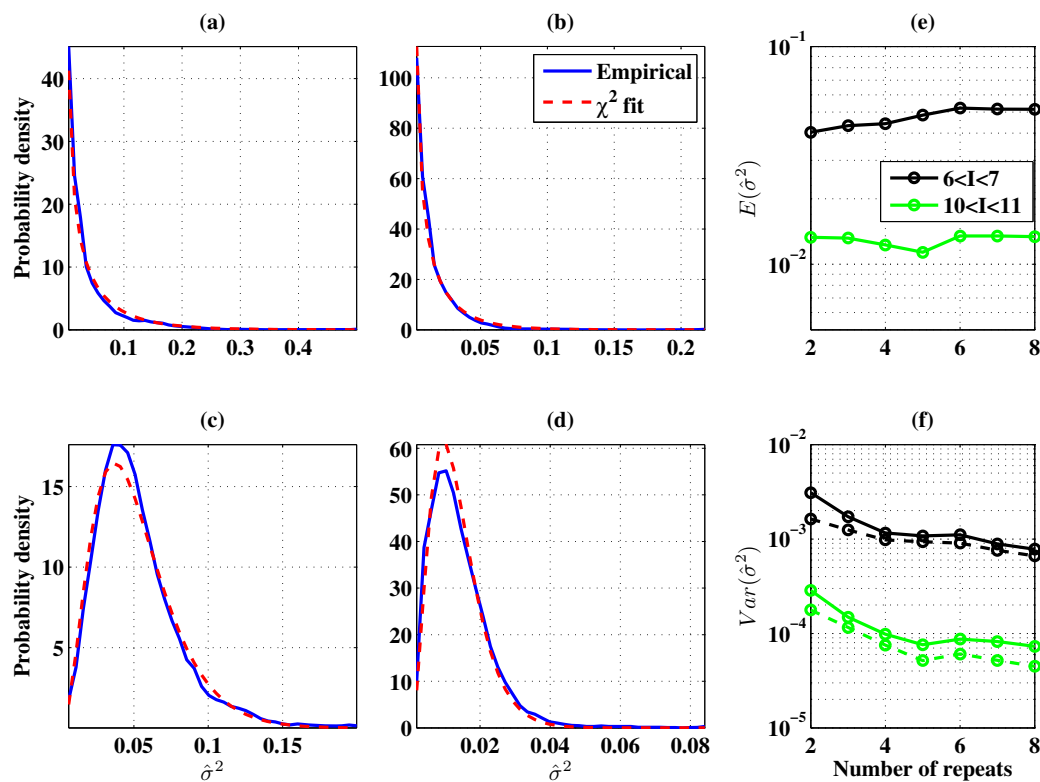 (a)
Probability density
40
30
20
10
0
0.1 0.2 0.3 0.4
(b)
100
80
60
40
20
0
0.05 0.1 0.15 0.2
Empirical
χ² fit
(e)
E(σ̂²)
10⁻¹
10⁻²
2 4 6 8
6<I<7
10<I<11
(c)
Probability density
15
10
5
0.05 0.1 0.15
σ̂²
(d)
60
50
40
30
20
10
0
0.02 0.04 0.06 0.08
σ̂²
(f)
Var(σ̂²)
10⁻²
10⁻³
10⁻⁴
10⁻⁵
2 4 6 8
Number of repeats